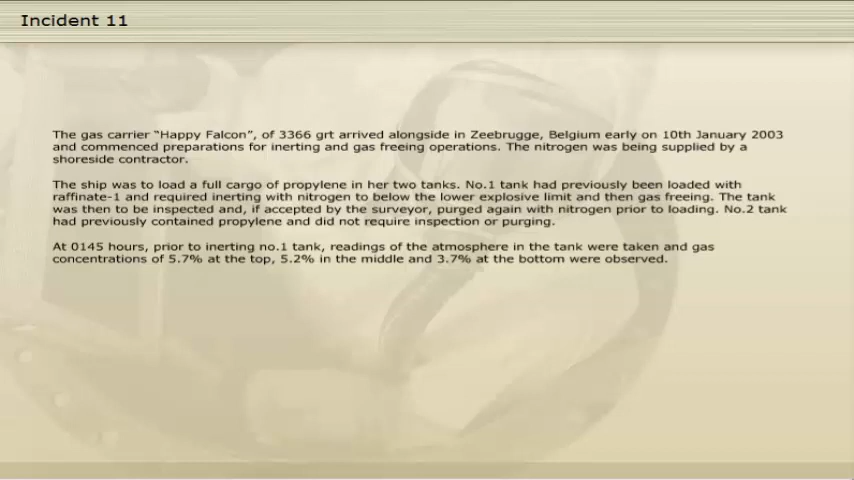 Incident 11
The gas carrier "Happy Falcon", of 3366 grt arrived alongside in Zeebrugge, Belgium early on 10th January 2003
and commenced preparations for inerting and gas freeing operations. The nitrogen was being supplied by a
shoreside contractor.
The ship was to load a full cargo of propylene in her two tanks. No.1 tank had previously been loaded with
raffinate-1 and required inerting with nitrogen to below the lower explosive limit and then gas freeing. The tank
was then to be inspected and, if accepted by the surveyor, purged again with nitrogen prior to loading. No.2 tank
had previously contained propylene and did not require inspection or purging.
At 0145 hours, prior to inerting no.1 tank, readings of the atmosphere in the tank were taken and gas
concentrations of 5.7% at the top, 5.2% in the middle and 3.7% at the bottom were observed.